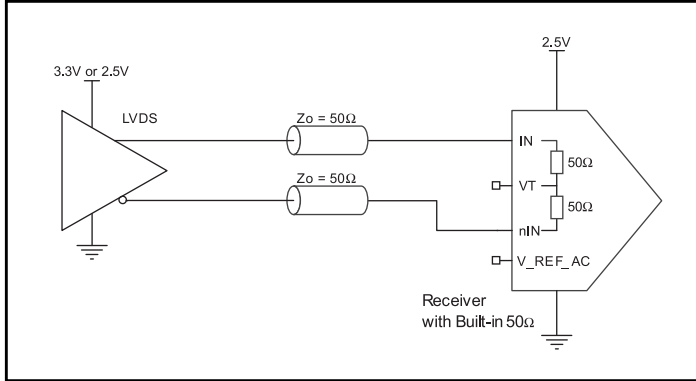 2.5V
3.3V or 2.5V
LVDS
Zo = 50Ω
Zo = 50Ω
IN
50Ω
VT
50Ω
nIN
V_REF_AC
Receiver
with Built-in 50Ω